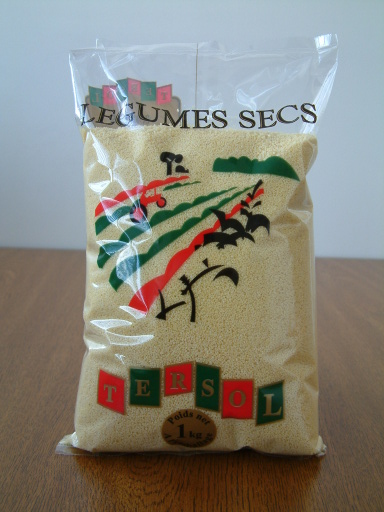 LEGUMES SECS
TERSOL
Poids net
1 kg